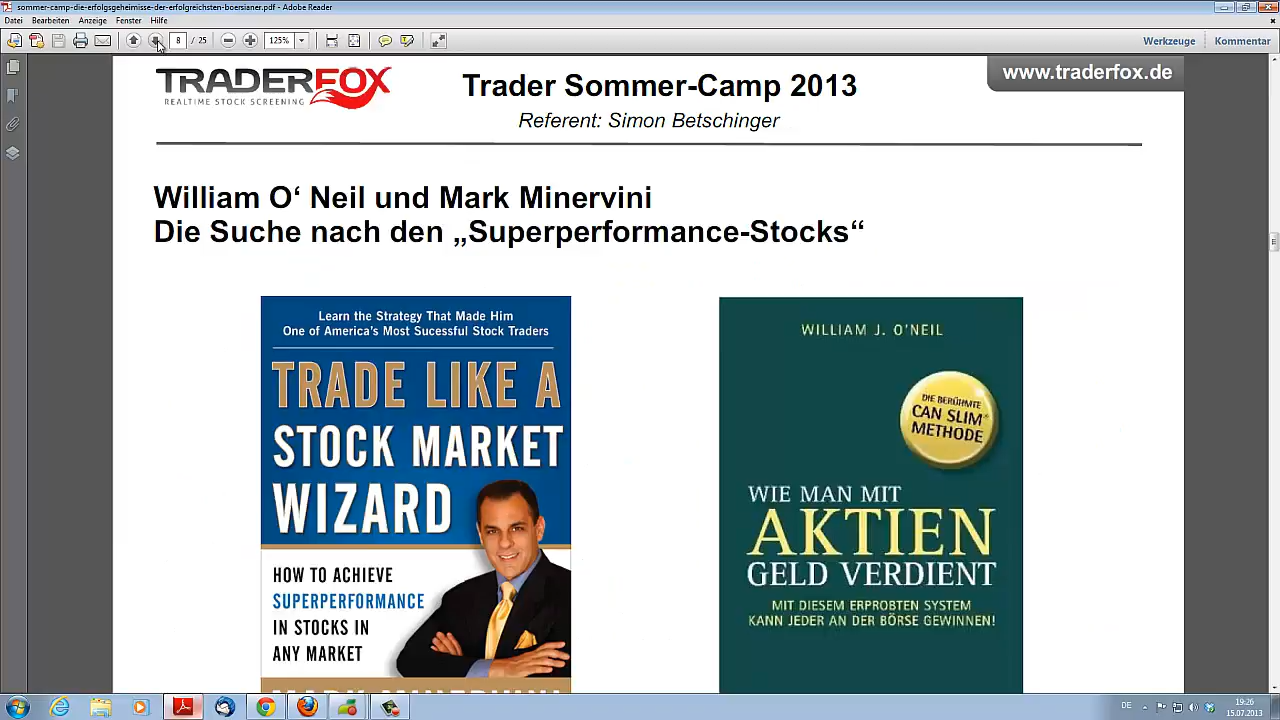 sommer-camp-die-erfolgsgeheimisse-der-erfolgreichsten-boersianer.pdf - Adobe Reader
Datei Bearbeiten Anzeige Fenster Hilfe
8 / 25 125% Werkzeuge Kommentar
TRADERFOX
REALTIME STOCK SCREENING
Trader Sommer-Camp 2013
www.traderfox.de
Referent: Simon Betschinger
William O‘ Neil und Mark Minervini
Die Suche nach den „Superperformance-Stocks“
Learn the Strategy That Made Him
One of America's Most Sucessful Stock Traders
TRADE LIKE A
STOCK MARKET
WIZARD
HOW TO ACHIEVE
SUPERPERFORMANCE
IN STOCKS IN
ANY MARKET
MARK MINERVINI
WILLIAM J. O'NEIL
DIE BERÜHMTE
CAN SLIM®
METHODE
WIE MAN MIT
AKTIEN
GELD VERDIENT
MIT DIESEM ERPROBTEN SYSTEM
KANN JEDER AN DER BÖRSE GEWINNEN!
DE 19:26
15.07.2013